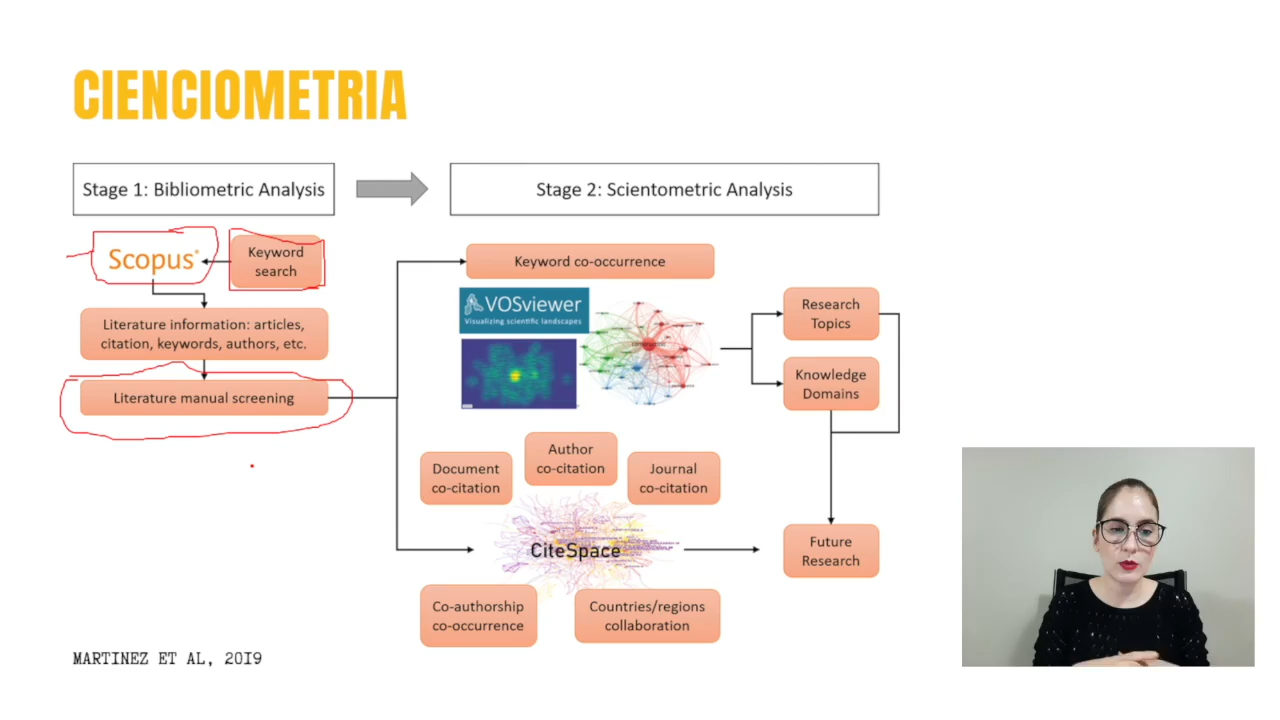 CIENCIOMETRIA
Stage 1: Bibliometric Analysis
Stage 2: Scientometric Analysis
Scopus
Keyword
search
Literature information: articles,
citation, keywords, authors, etc.
Literature manual screening
Keyword co-occurrence
VOSviewer
Visualizing scientific landscapes
Research
Topics
Knowledge
Domains
Document
co-citation
Author
co-citation
Journal
co-citation
CiteSpace
Future
Research
Co-authorship
co-occurrence
Countries/regions
collaboration
MARTINEZ ET AL, 2019